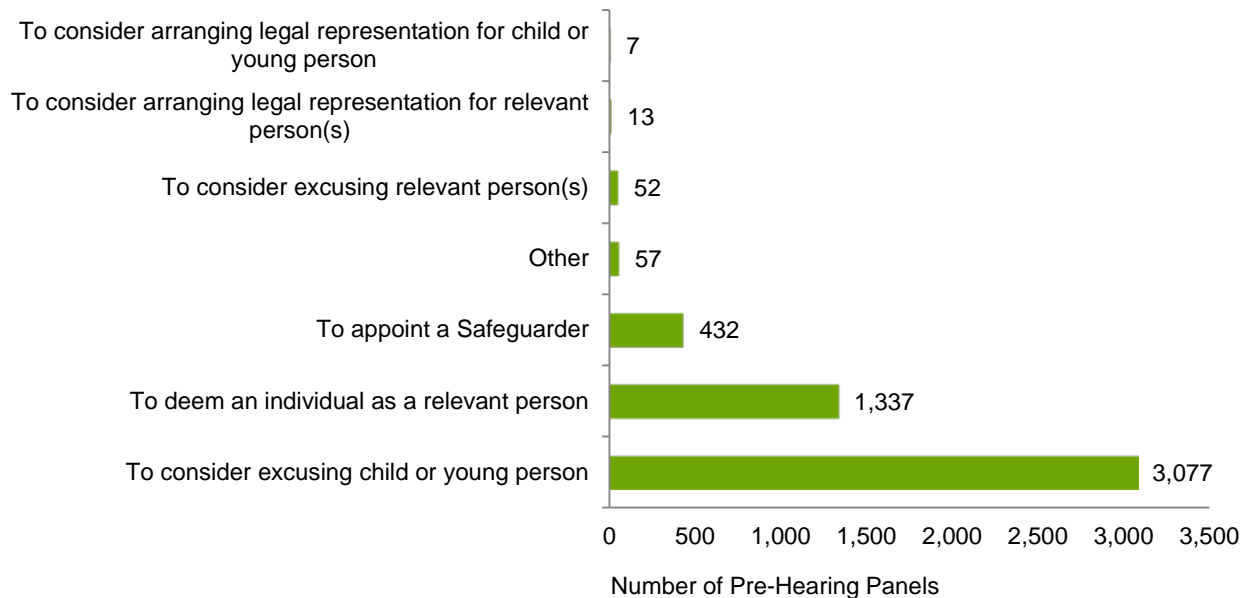 To consider arranging legal representation for child or
young person
7
To consider arranging legal representation for relevant
person(s)
13
To consider excusing relevant person(s)
52
Other
57
To appoint a Safeguarder
432
To deem an individual as a relevant person
1,337
To consider excusing child or young person
3,077
0 500 1,000 1,500 2,000 2,500 3,000 3,500
Number of Pre-Hearing Panels